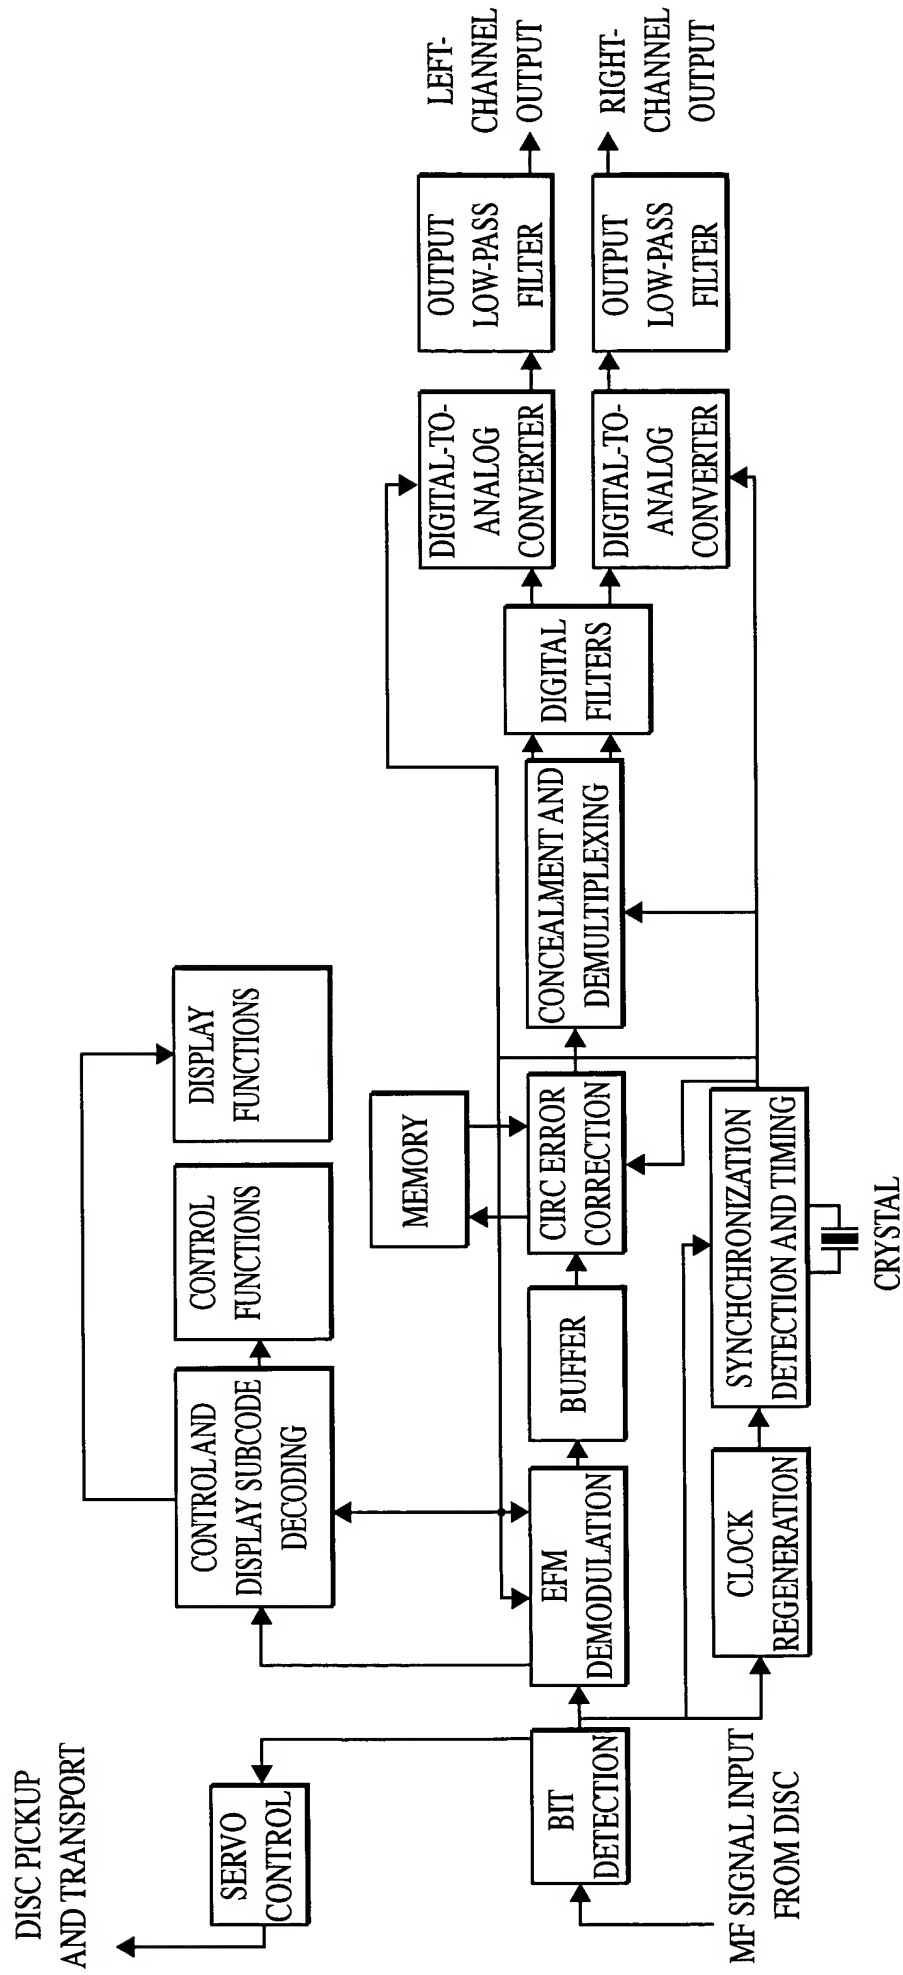 DISC PICKUP
AND TRANSPORT
SERVO
CONTROL
CONTROL AND
DISPLAY SUBCODE
DECODING
CONTROL
FUNCTIONS
DISPLAY
FUNCTIONS
MEMORY
MF SIGNAL INPUT
FROM DISC
BIT
DETECTION
EFM
DEMODULATION
BUFFER
CIRC ERROR
CORRECTION
CONCEALMENT AND
DEMULTIPLEXING
DIGITAL
FILTERS
DIGITAL-TO-
ANALOG
CONVERTER
OUTPUT
LOW-PASS
FILTER
LEFT-
CHANNEL
OUTPUT
DIGITAL-TO-
ANALOG
CONVERTER
OUTPUT
LOW-PASS
FILTER
RIGHT-
CHANNEL
OUTPUT
CLOCK
REGENERATION
SYNCHCHRONIZATION
DETECTION AND TIMING
CRYSTAL